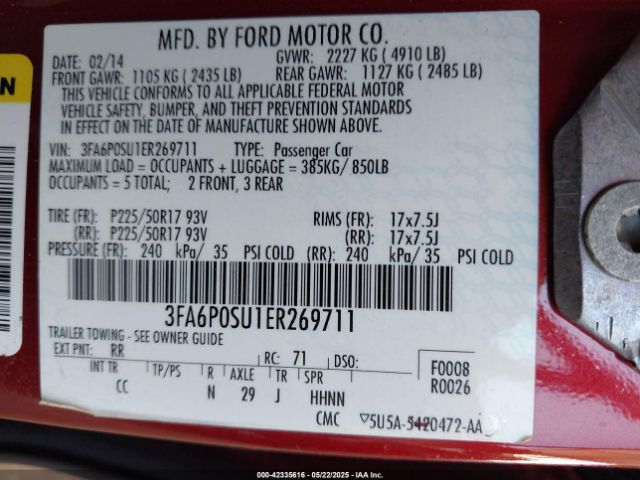 MFD. BY FORD MOTOR CO.
DATE: 02/14 GVWR: 2227 KG ( 4910 LB)
FRONT GAWR: 1105 KG ( 2435 LB) REAR GAWR: 1127 KG ( 2485 LB)
THIS VEHICLE CONFORMS TO ALL APPLICABLE FEDERAL MOTOR
VEHICLE SAFETY, BUMPER, AND THEFT PREVENTION STANDARDS
IN EFFECT ON THE DATE OF MANUFACTURE SHOWN ABOVE.
VIN: 3FA6P0SU1ER269711 TYPE: Passenger Car
MAXIMUM LOAD = OCCUPANTS + LUGGAGE = 385KG/ 850LB
OCCUPANTS = 5 TOTAL; 2 FRONT, 3 REAR
TIRE (FR): P225/50R17 93V RIMS (FR): 17x7.5J
(RR): P225/50R17 93V (RR): 17x7.5J
PRESSURE (FR): 240 kPa/ 35 PSI COLD (RR): 240 kPa/ 35 PSI COLD
3FA6P0SU1ER269711
TRAILER TOWING - SEE OWNER GUIDE
EXT PNT: RR RC: 71 DSO:
F0008
R0026
INT TR TP/PS R AXLE TR SPR
CC N 29 J HHNN
CMC ▽5U5A-5420472-AA
000-42335616 - 05/22/2025 - IAAI.COM